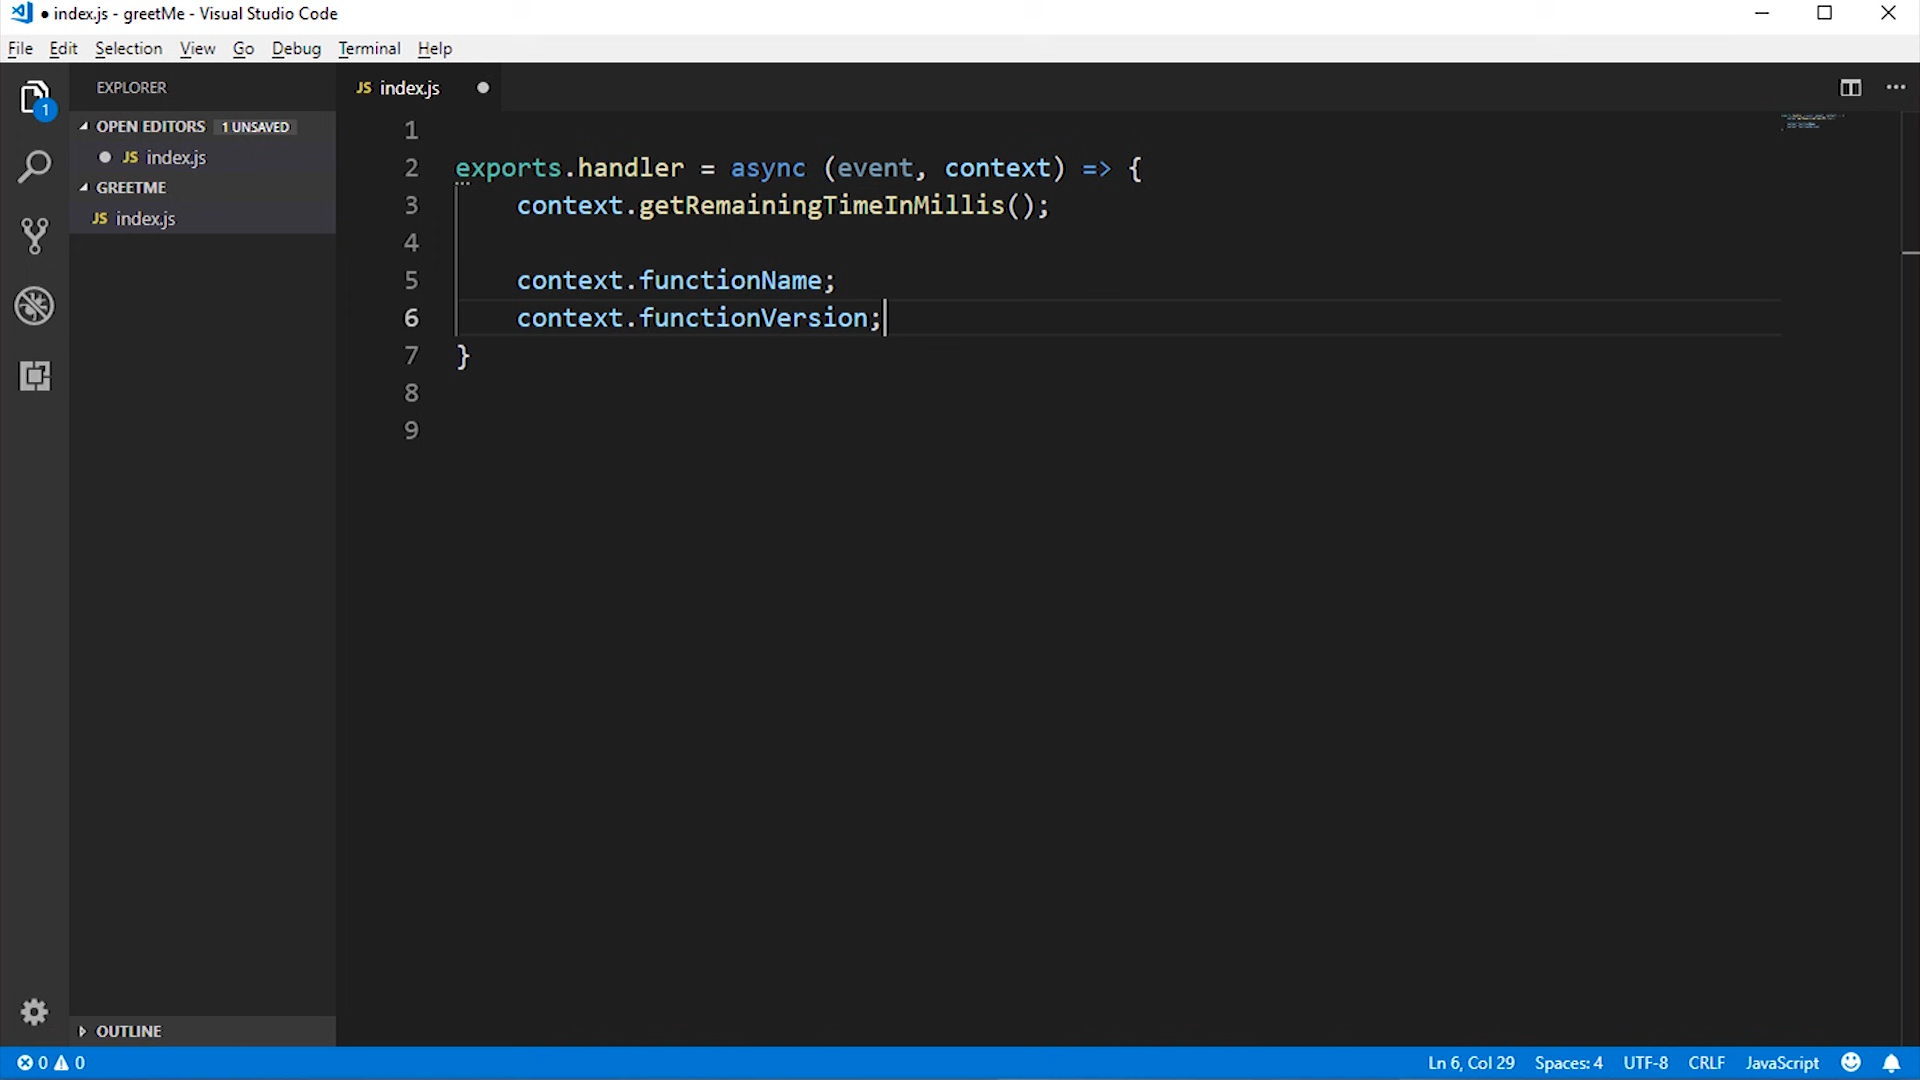 ● index.js - greetMe - Visual Studio Code
File Edit Selection View Go Debug Terminal Help
EXPLORER
OPEN EDITORS 1 UNSAVED
JS index.js
GREETME
JS index.js
OUTLINE
JS index.js
1
2 exports.handler = async (event, context) => {
3 context.getRemainingTimeInMillis();
4
5 context.functionName;
6 context.functionVersion;
7 }
8
9
1
0 0
Ln 6, Col 29 Spaces: 4 UTF-8 CRLF JavaScript